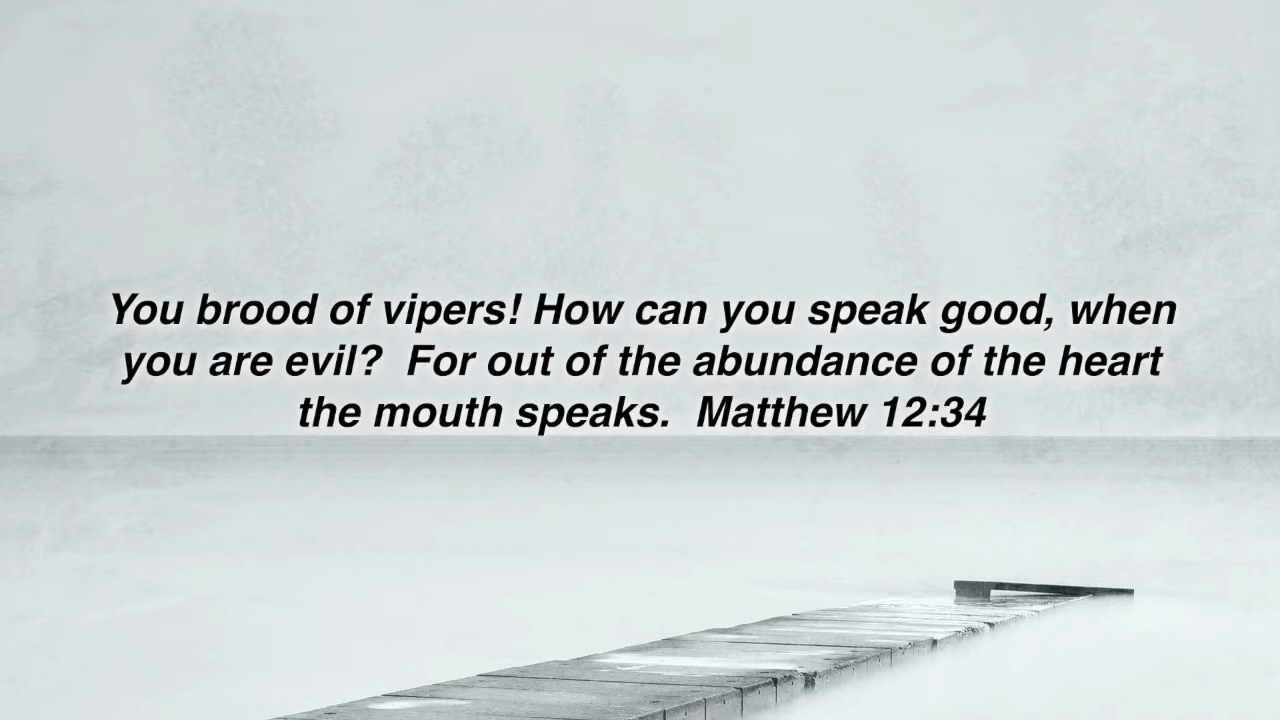 You brood of vipers! How can you speak good, when
you are evil?  For out of the abundance of the heart
the mouth speaks.  Matthew 12:34